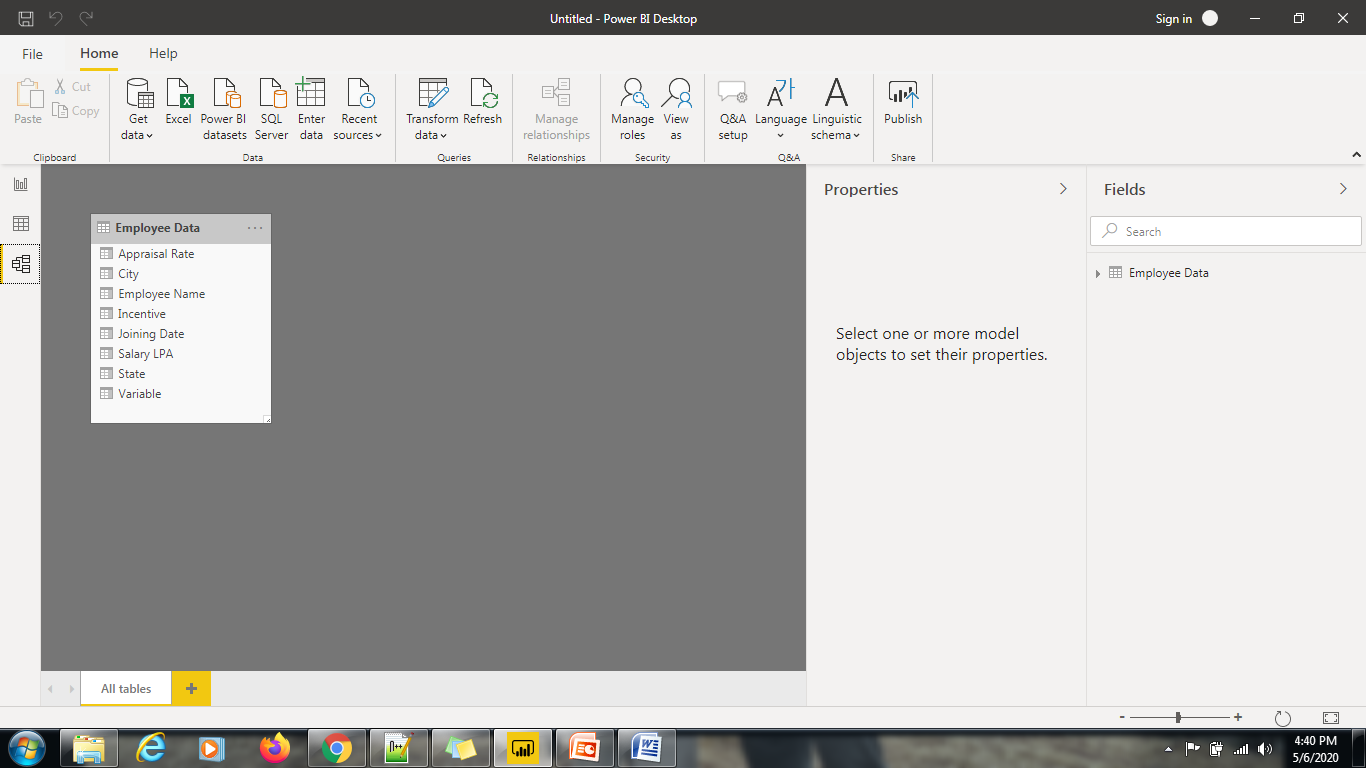 Untitled - Power BI Desktop
Sign in
File
Home
Help
Paste
Cut
Copy
Clipboard
Get data
Excel
Power BI datasets
SQL Server
Enter data
Recent sources
Data
Transform data
Refresh
Queries
Manage relationships
Relationships
Manage roles
View as
Security
Q&A setup
Language
Linguistic schema
Q&A
Publish
Share
Employee Data
Appraisal Rate
City
Employee Name
Incentive
Joining Date
Salary LPA
State
Variable
Properties
Select one or more model
objects to set their properties.
Fields
Search
Employee Data
All tables
4:40 PM
5/6/2020